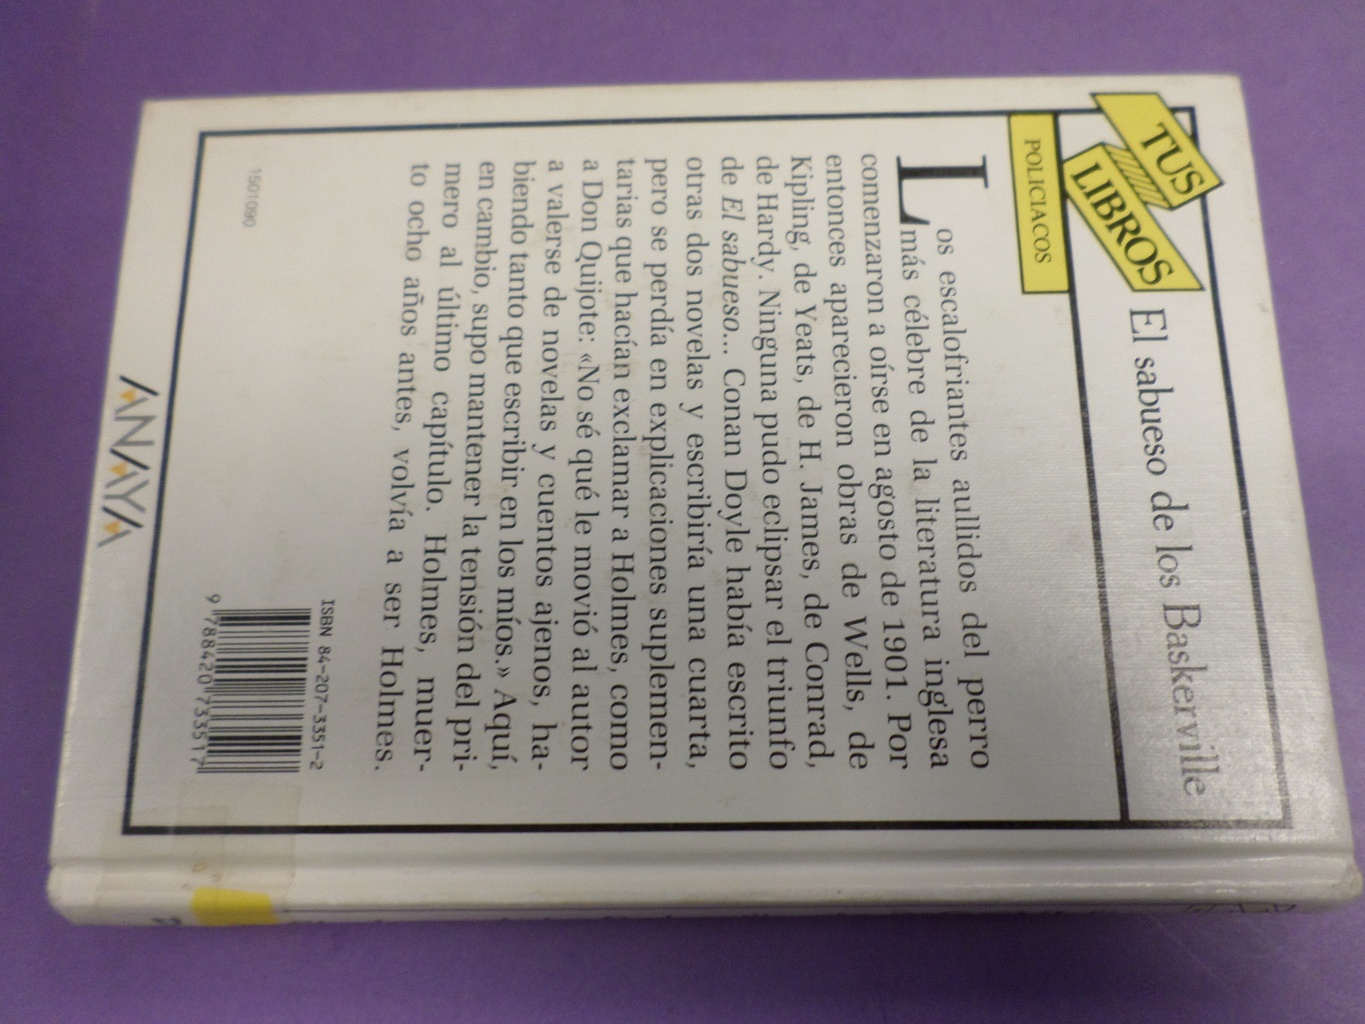 TUS
LIBROS
El sabueso de los Baskerville
POLICIACOS
Los escalofriantes aullidos del perro
más célebre de la literatura inglesa
comenzaron a oírse en agosto de 1901. Por
entonces aparecieron obras de Wells, de
Kipling, de Yeats, de H. James, de Conrad,
de Hardy. Ninguna pudo eclipsar el triunfo
de El sabueso... Conan Doyle había escrito
otras dos novelas y escribiría una cuarta,
pero se perdía en explicaciones suplemen-
tarias que hacían exclamar a Holmes, como
a Don Quijote: «No sé qué le movió al autor
a valerse de novelas y cuentos ajenos, ha-
biendo tanto que escribir en los míos.» Aquí,
en cambio, supo mantener la tensión del pri-
mero al último capítulo. Holmes, muer-
to ocho años antes, volvía a ser Holmes.
1501090
ISBN 84-207-3351-2
9 788420 733517
ANAYA